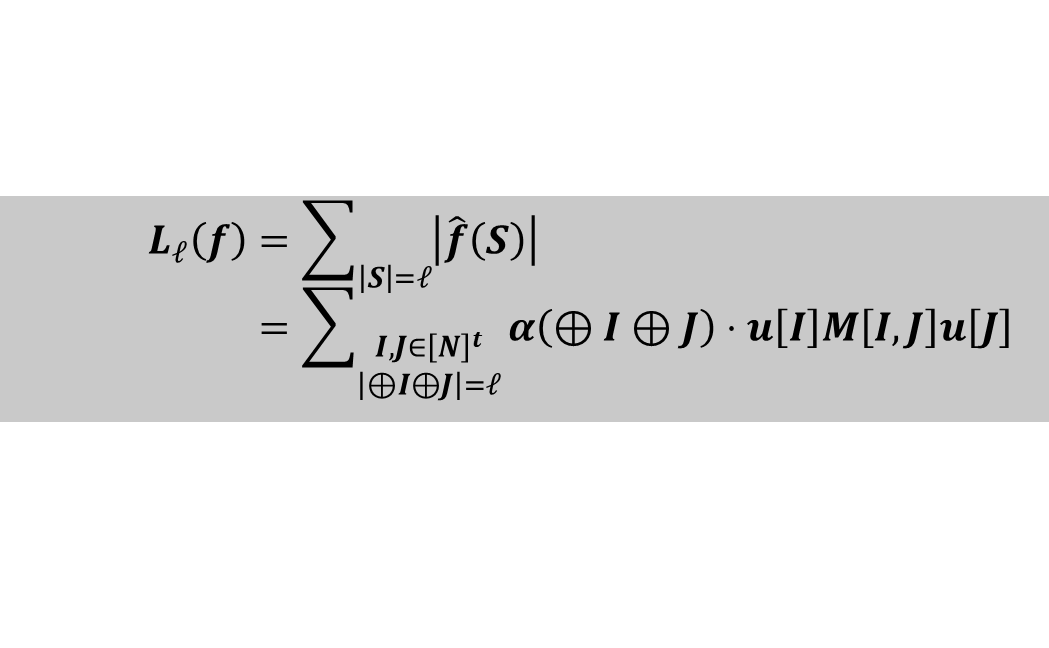 L_ℓ(f) = ∑_{|S|=ℓ} |f̂(S)|
= ∑_{I,J∈[N]^t |⊕I⊕J|=ℓ} α(⊕ I ⊕ J) · u[I]M[I,J]u[J]